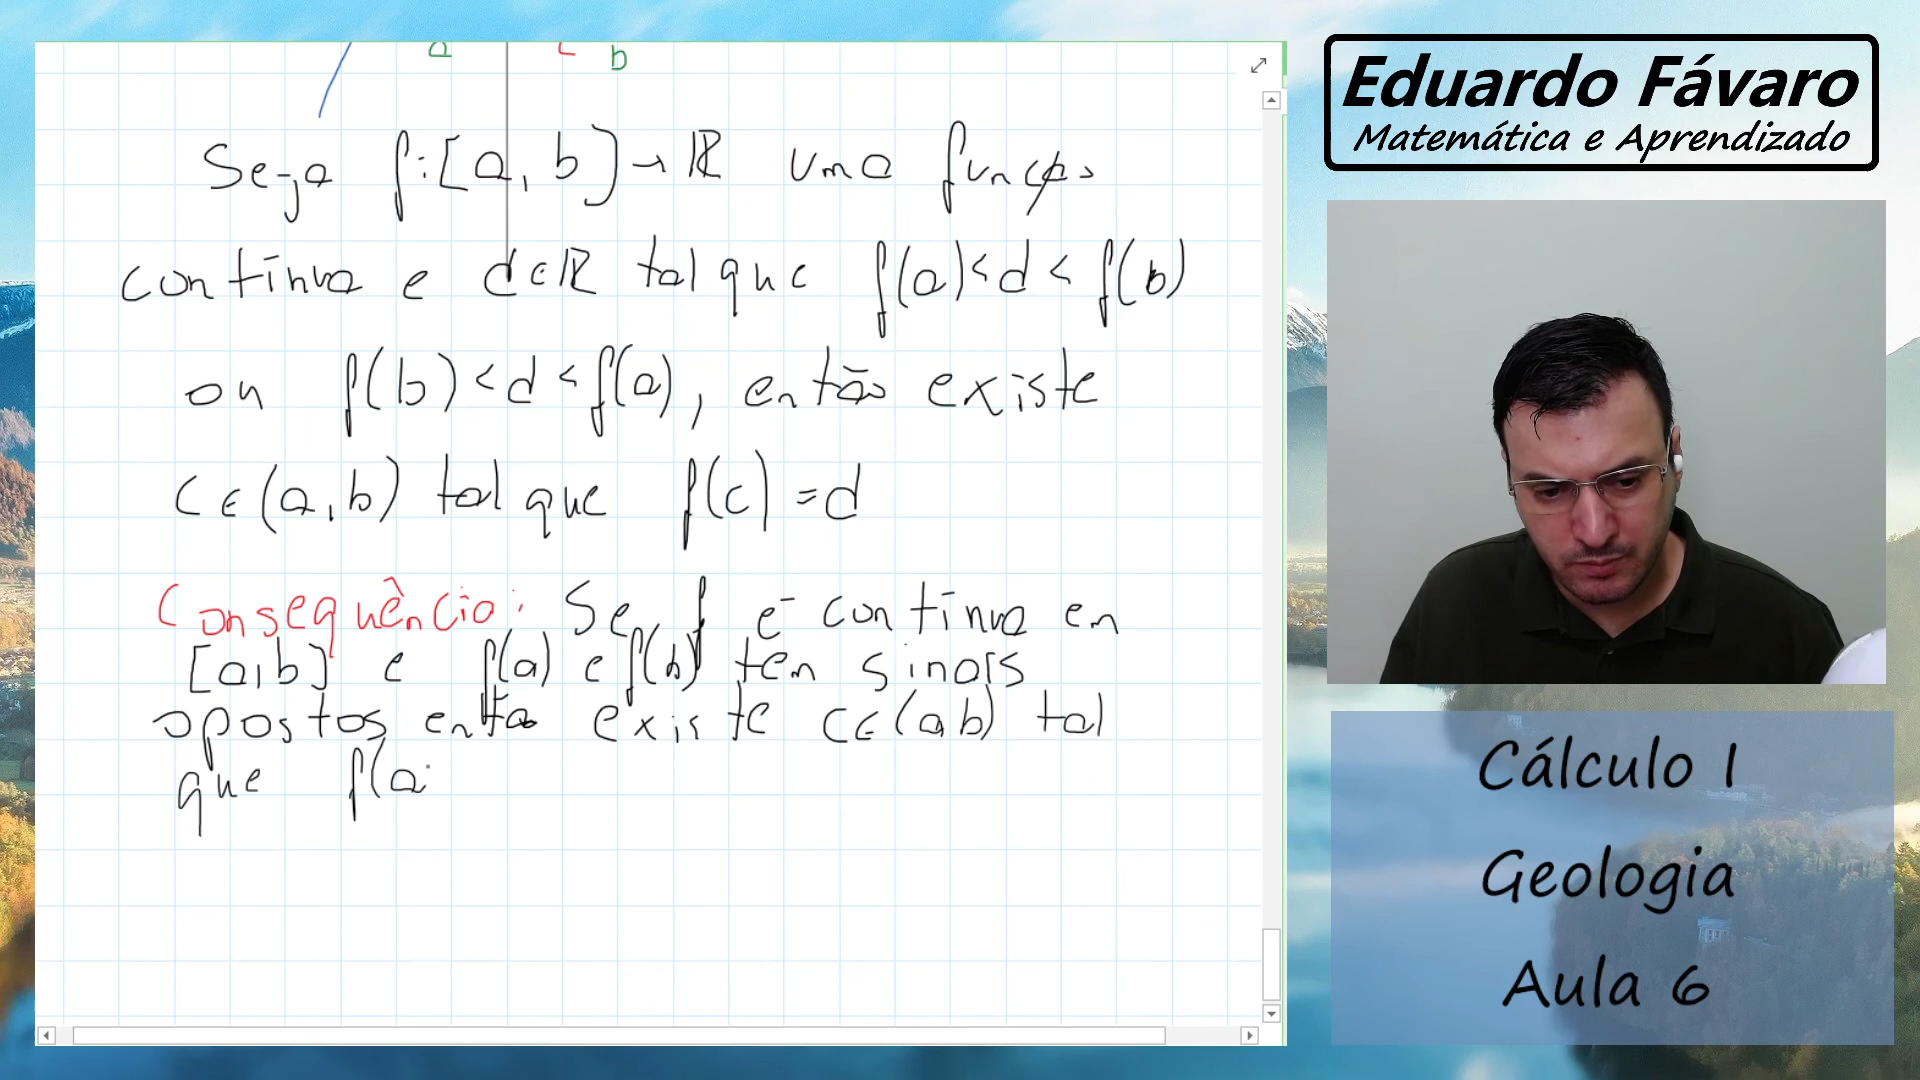 a c b
Seja f:[a,b]→ℝ uma função
contínua e d∈ℝ tal que f(a)<d<f(b)
ou f(b)<d<f(a), então existe
c∈(a,b) tal que f(c)=d
Consequência: Se f é contínua em
[a,b] e f(a) e f(b) têm sinais
opostos então existe c∈(a,b) tal
que f(a
Eduardo Fávaro
Matemática e Aprendizado
Cálculo I
Geologia
Aula 6